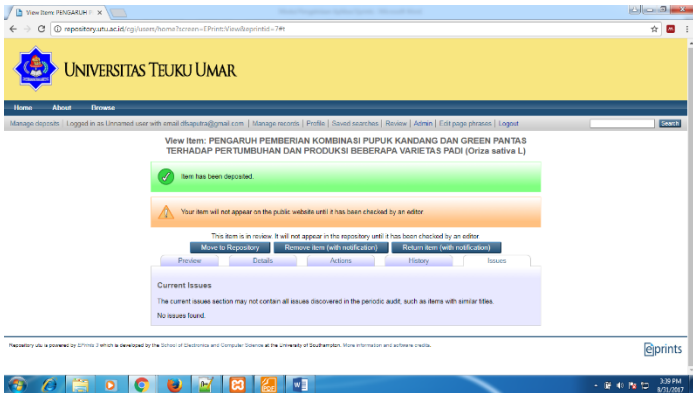 View Item: PENGARUH P
repository.utu.ac.id/cgi/users/home?screen=EPrint::View&eprintid=7#t
UNIVERSITAS TEUKU UMAR
Home About Browse
Manage deposits | Logged in as Unnamed user with email dfsaputra@gmail.com | Manage records | Profile | Saved searches | Review | Admin | Edit page phrases | Logout Search
View Item: PENGARUH PEMBERIAN KOMBINASI PUPUK KANDANG DAN GREEN PANTAS
TERHADAP PERTUMBUHAN DAN PRODUKSI BEBERAPA VARIETAS PADI (Oriza sativa L)
Item has been deposited.
Your item will not appear on the public website until it has been checked by an editor
This item is in review. It will not appear in the repository until it has been checked by an editor.
Move to Repository Remove item (with notification) Return item (with notification)
Preview Details Actions History Issues
Current Issues
The current issues section may not contain all issues discovered in the periodic audit, such as items with similar titles.
No issues found.
Repository utu is powered by EPrints 3 which is developed by the School of Electronics and Computer Science at the University of Southampton. More information and software credits.
eprints
3:39 PM
8/31/2017